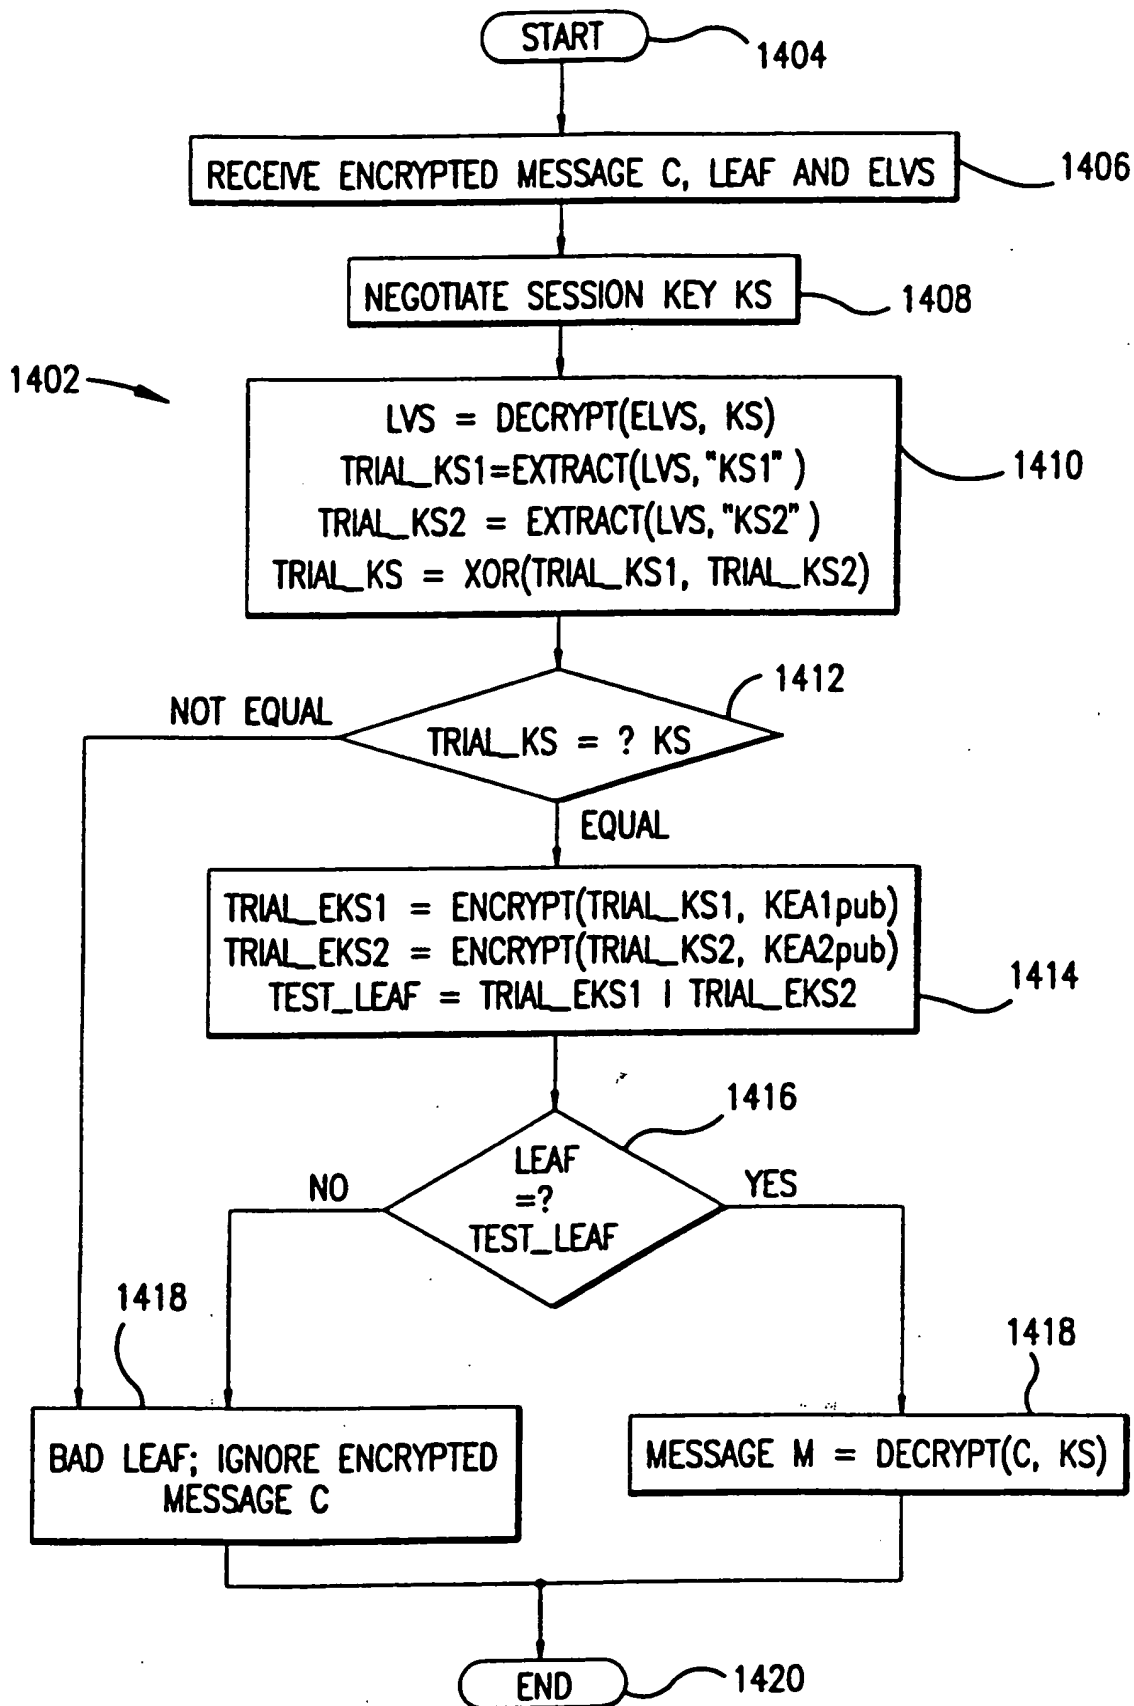 START
1404
RECEIVE ENCRYPTED MESSAGE C, LEAF AND ELVS
1406
NEGOTIATE SESSION KEY KS
1408
1402
LVS = DECRYPT(ELVS, KS)
TRIAL_KS1=EXTRACT(LVS,"KS1" )
TRIAL_KS2 = EXTRACT(LVS,"KS2" )
TRIAL_KS = XOR(TRIAL_KS1, TRIAL_KS2)
1410
1412
NOT EQUAL
TRIAL_KS = ? KS
EQUAL
TRIAL_EKS1 = ENCRYPT(TRIAL_KS1, KEA1pub)
TRIAL_EKS2 = ENCRYPT(TRIAL_KS2, KEA2pub)
TEST_LEAF = TRIAL_EKS1 | TRIAL_EKS2
1414
1416
LEAF
=?
TEST_LEAF
NO
YES
1418
1418
BAD LEAF; IGNORE ENCRYPTED
MESSAGE C
MESSAGE M = DECRYPT(C, KS)
END
1420